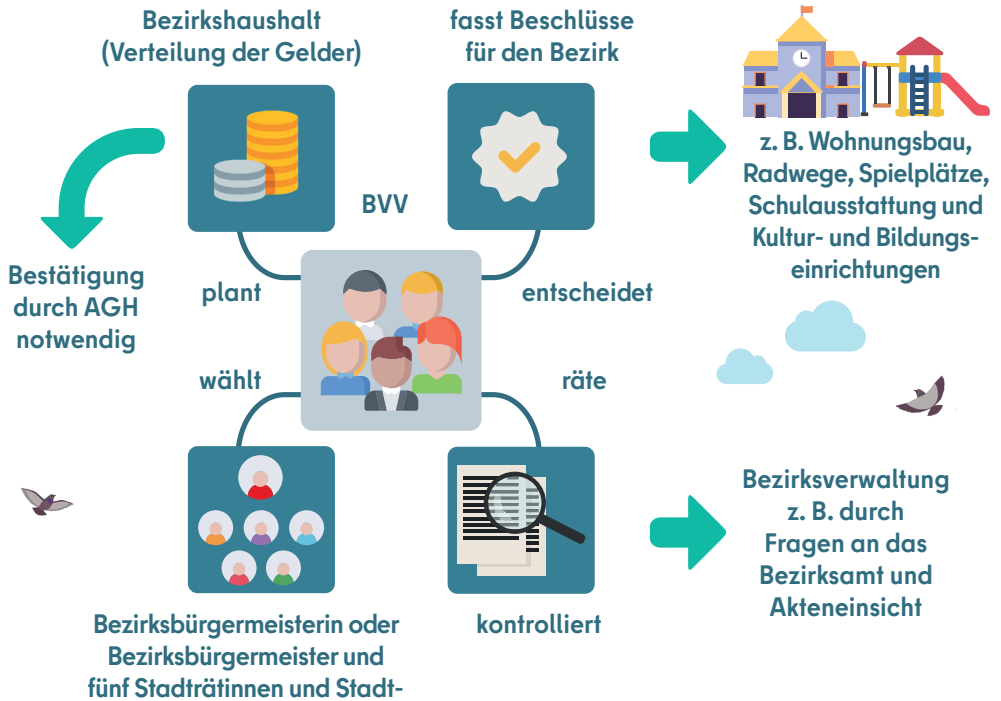 Bezirkshaushalt
(Verteilung der Gelder)
fasst Beschlüsse
für den Bezirk
z. B. Wohnungsbau,
Radwege, Spielplätze,
Schulausstattung und
Kultur- und Bildungs-
einrichtungen
BVV
Bestätigung
durch AGH
notwendig
plant
entscheidet
wählt
räte
Bezirksverwaltung
z. B. durch
Fragen an das
Bezirksamt und
Akteneinsicht
Bezirksbürgermeisterin oder
Bezirksbürgermeister und
fünf Stadträtinnen und Stadt-
kontrolliert